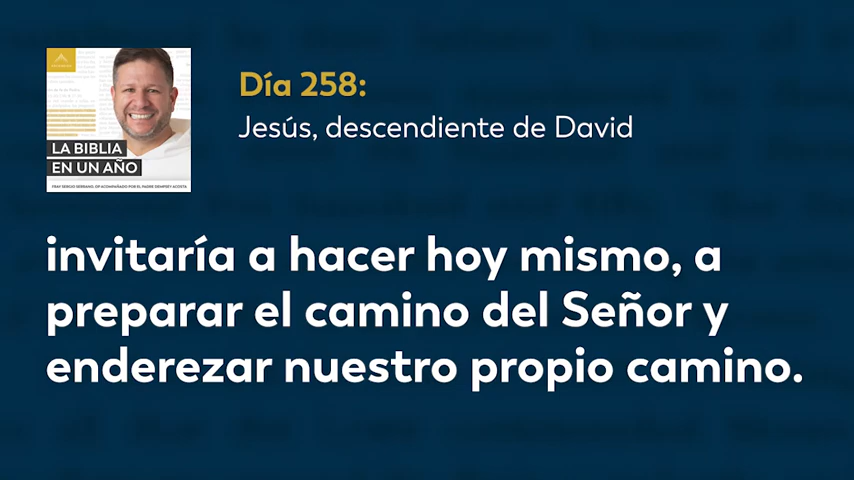 LA BIBLIA
EN UN AÑO
FRAY SERGIO SERRANO, OP ACOMPAÑADO POR EL PADRE DEMPSEY ACOSTA
Día 258:
Jesús, descendiente de David
invitaría a hacer hoy mismo, a
preparar el camino del Señor y
enderezar nuestro propio camino.